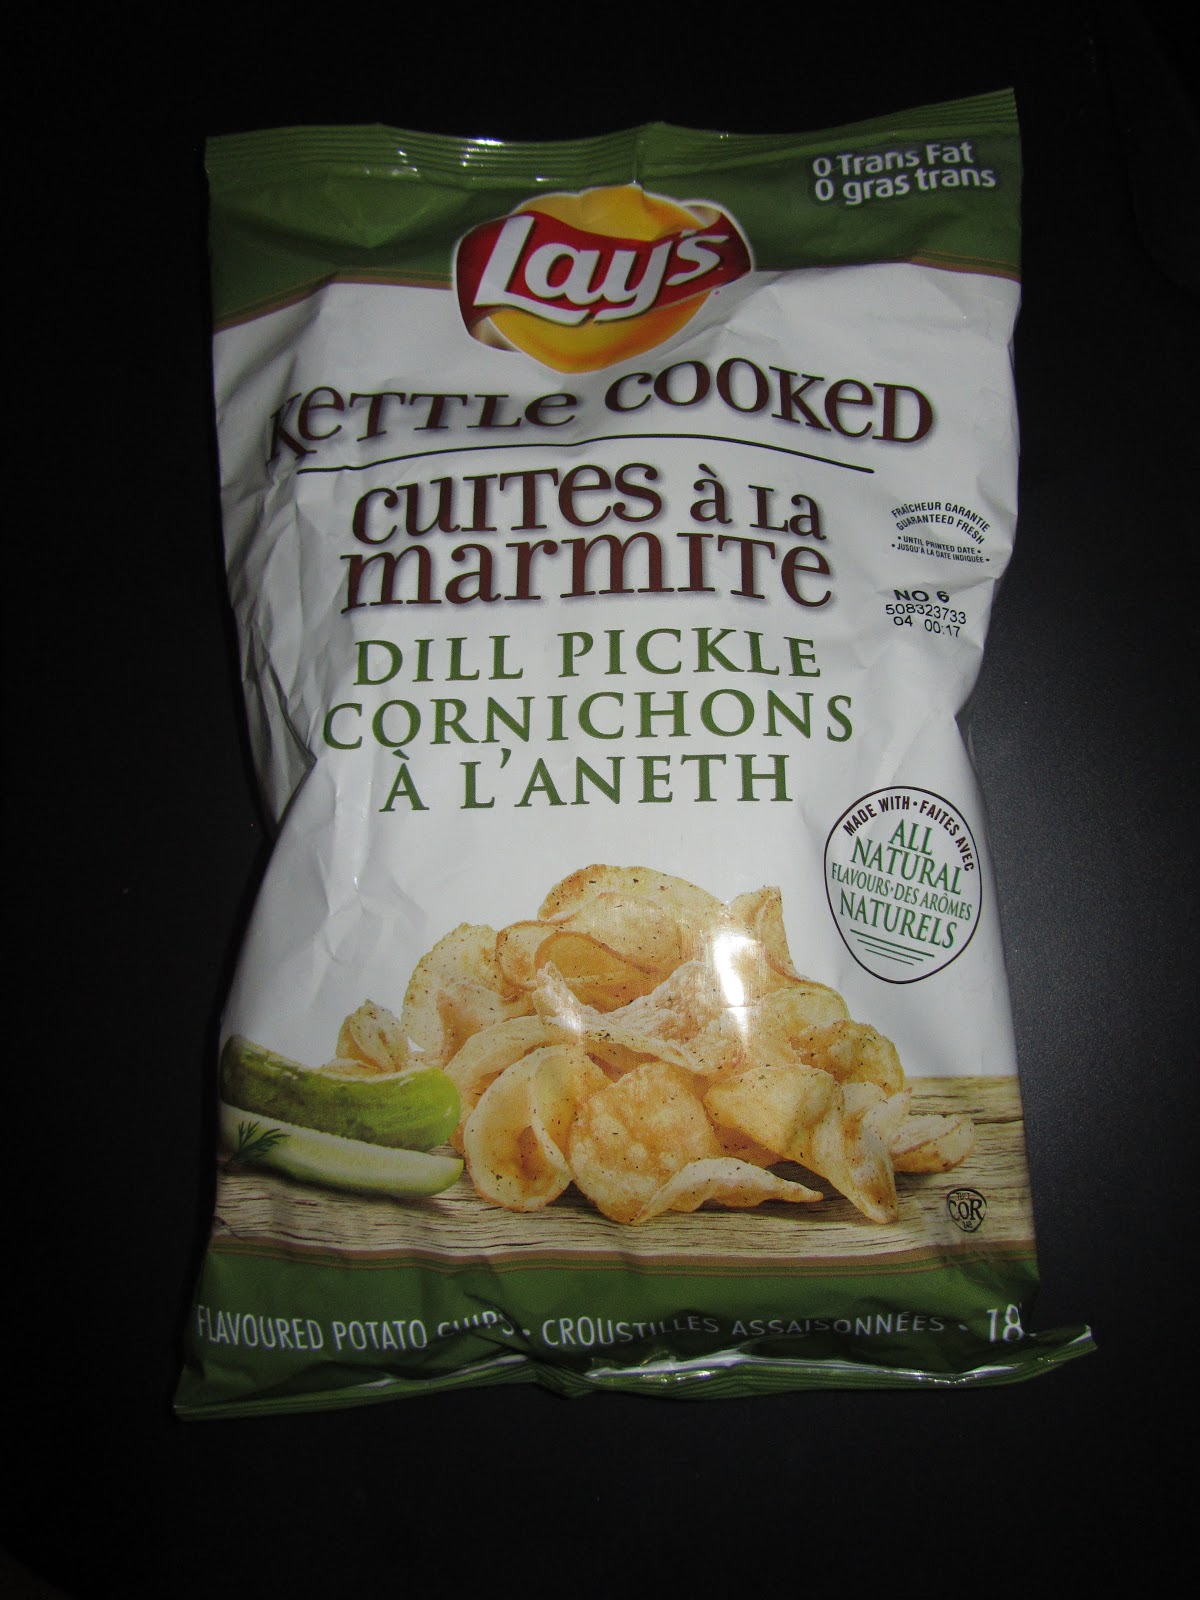 0 Trans Fat
0 gras trans
Lay's
KETTLE COOKED
CUITES à LA
marmITE
DILL PICKLE
CORNICHONS
À L'ANETH
FRAÎCHEUR GARANTIE
GUARANTEED FRESH
• UNTIL PRINTED DATE •
• JUSQU'À LA DATE INDIQUÉE •
NO 6
508323733
04 00:17
MADE WITH • FAITES AVEC
ALL
NATURAL
FLAVOURS • DES ARÔMES
NATURELS
COR
FLAVOURED POTATO CHIPS • CROUSTILLES ASSAISONNÉES •